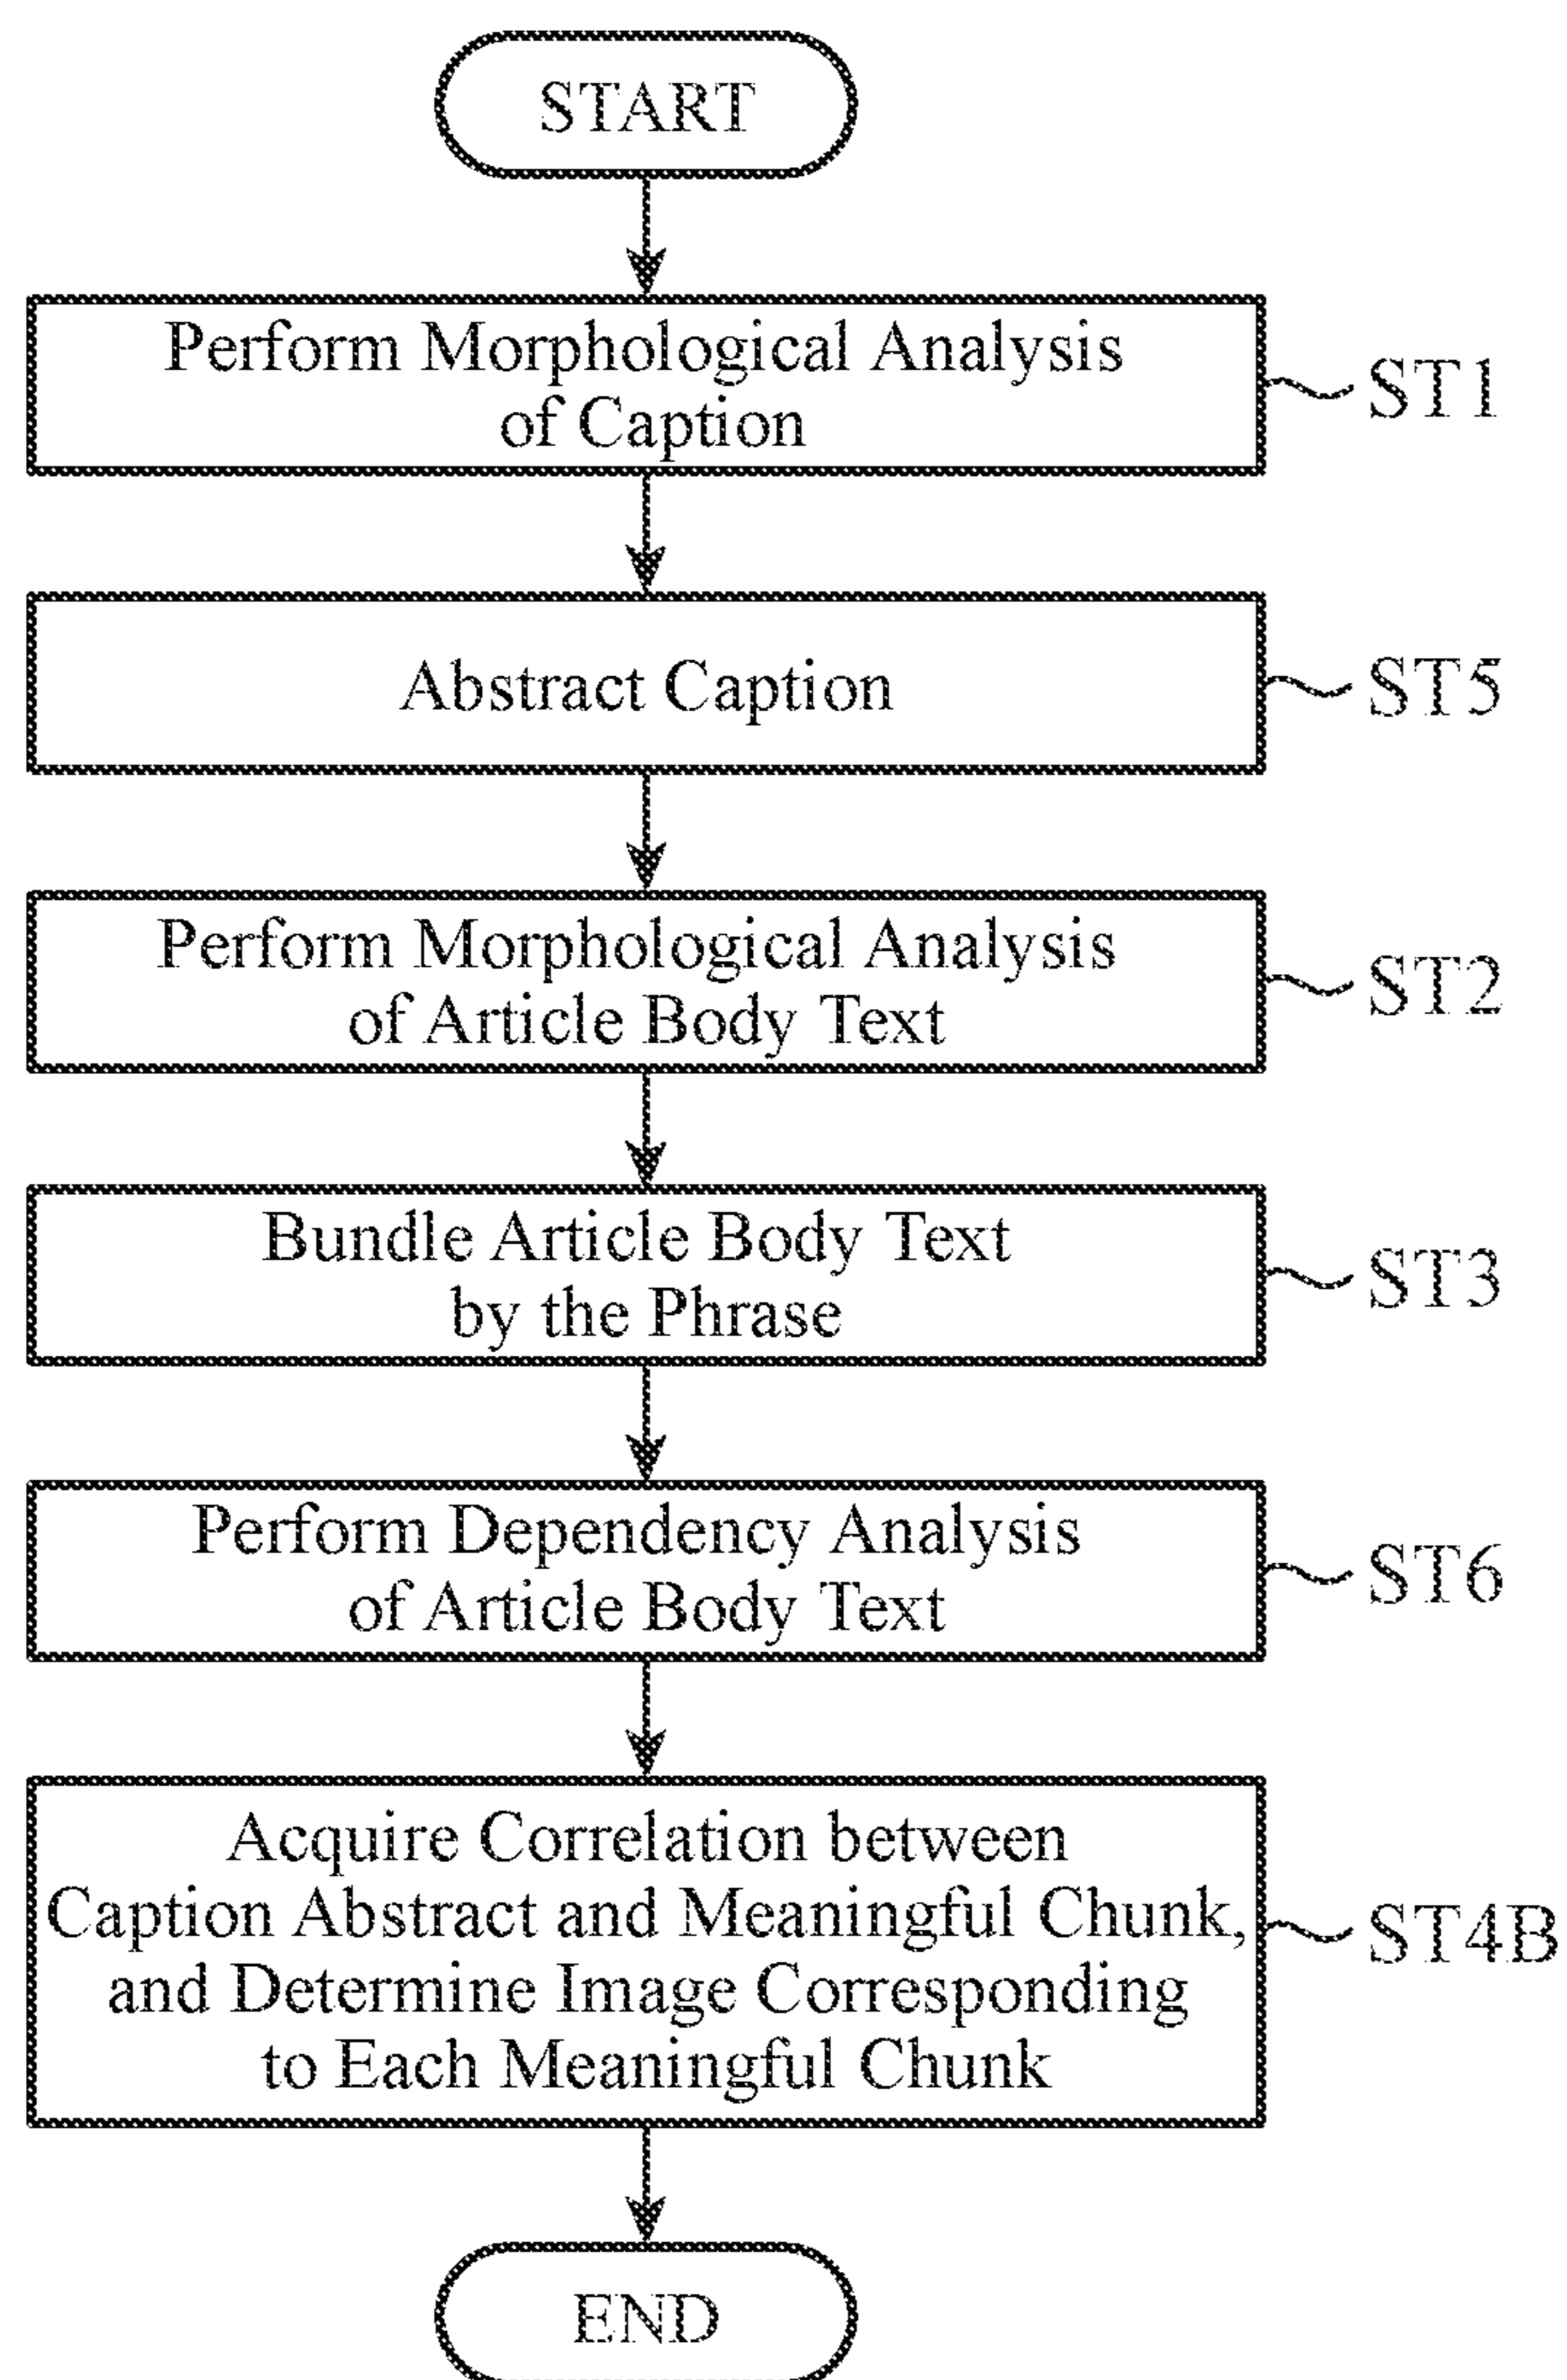 START
Perform Morphological Analysis
of Caption
ST1
Abstract Caption
ST5
Perform Morphological Analysis
of Article Body Text
ST2
Bundle Article Body Text
by the Phrase
ST3
Perform Dependency Analysis
of Article Body Text
ST6
Acquire Correlation between
Caption Abstract and Meaningful Chunk,
and Determine Image Corresponding
to Each Meaningful Chunk
ST4B
END